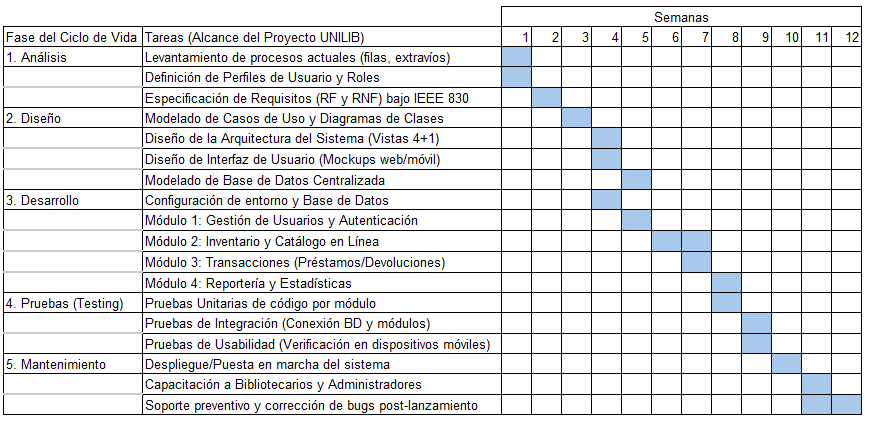 Semanas
Fase del Ciclo de Vida Tareas (Alcance del Proyecto UNILIB) 1 2 3 4 5 6 7 8 9 10 11 12
1. Análisis Levantamiento de procesos actuales (filas, extravíos)
Definición de Perfiles de Usuario y Roles
Especificación de Requisitos (RF y RNF) bajo IEEE 830
2. Diseño Modelado de Casos de Uso y Diagramas de Clases
Diseño de la Arquitectura del Sistema (Vistas 4+1)
Diseño de Interfaz de Usuario (Mockups web/móvil)
Modelado de Base de Datos Centralizada
3. Desarrollo Configuración de entorno y Base de Datos
Módulo 1: Gestión de Usuarios y Autenticación
Módulo 2: Inventario y Catálogo en Línea
Módulo 3: Transacciones (Préstamos/Devoluciones)
Módulo 4: Reportería y Estadísticas
4. Pruebas (Testing) Pruebas Unitarias de código por módulo
Pruebas de Integración (Conexión BD y módulos)
Pruebas de Usabilidad (Verificación en dispositivos móviles)
5. Mantenimiento Despliegue/Puesta en marcha del sistema
Capacitación a Bibliotecarios y Administradores
Soporte preventivo y corrección de bugs post-lanzamiento